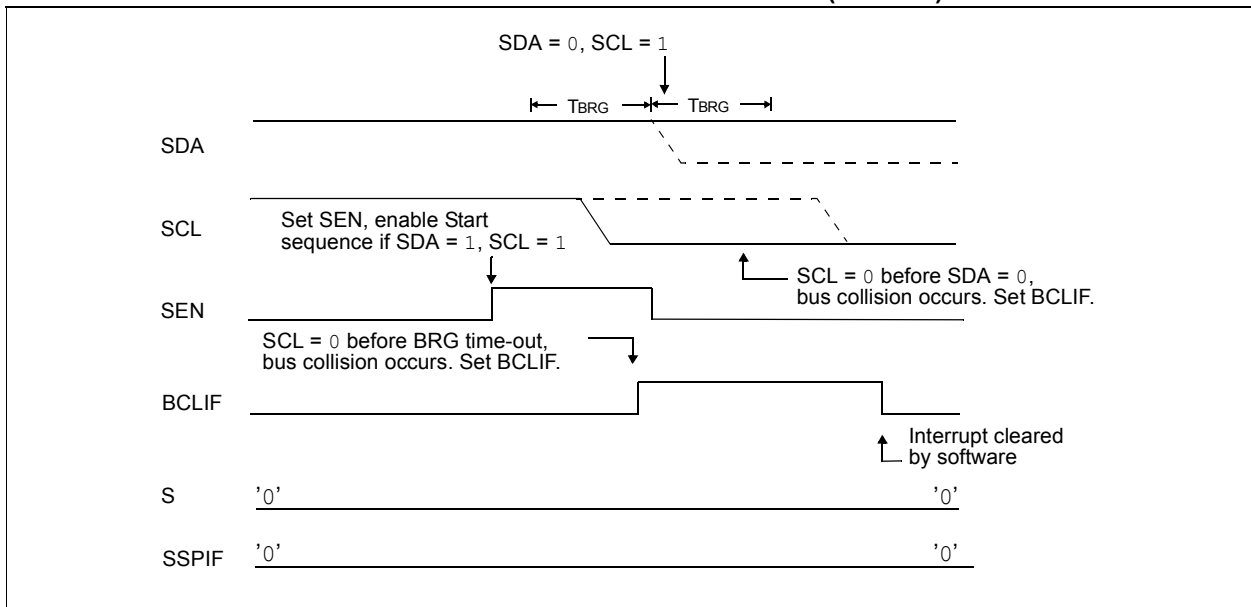 SDA = 0, SCL = 1
TBRG TBRG
SDA
SCL
Set SEN, enable Start
sequence if SDA = 1, SCL = 1
SCL = 0 before SDA = 0,
bus collision occurs. Set BCLIF.
SEN
SCL = 0 before BRG time-out,
bus collision occurs. Set BCLIF.
BCLIF
Interrupt cleared
by software
S '0' '0'
SSPIF '0' '0'